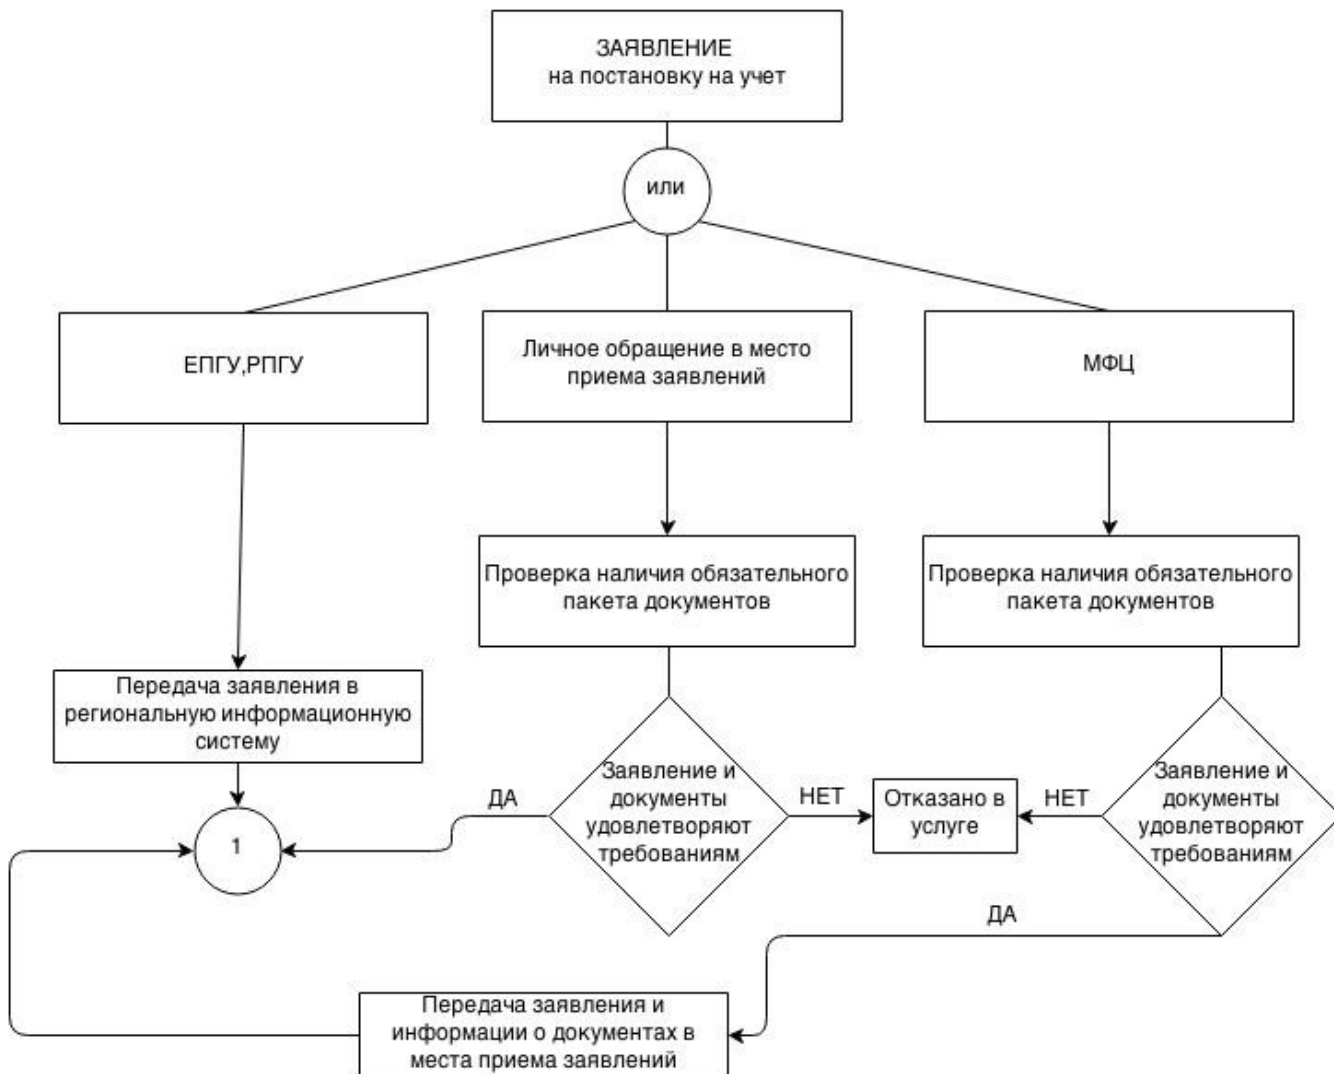 ЗАЯВЛЕНИЕ
на постановку на учет
или
ЕПГУ,РПГУ
Личное обращение в место
приема заявлений
МФЦ
Проверка наличия обязательного
пакета документов
Проверка наличия обязательного
пакета документов
Передача заявления в
региональную информационную
систему
Заявление и
документы
удовлетворяют
требованиям
Заявление и
документы
удовлетворяют
требованиям
ДА
НЕТ
Отказано в
услуге
НЕТ
1
ДА
Передача заявления и
информации о документах в
места приема заявлений